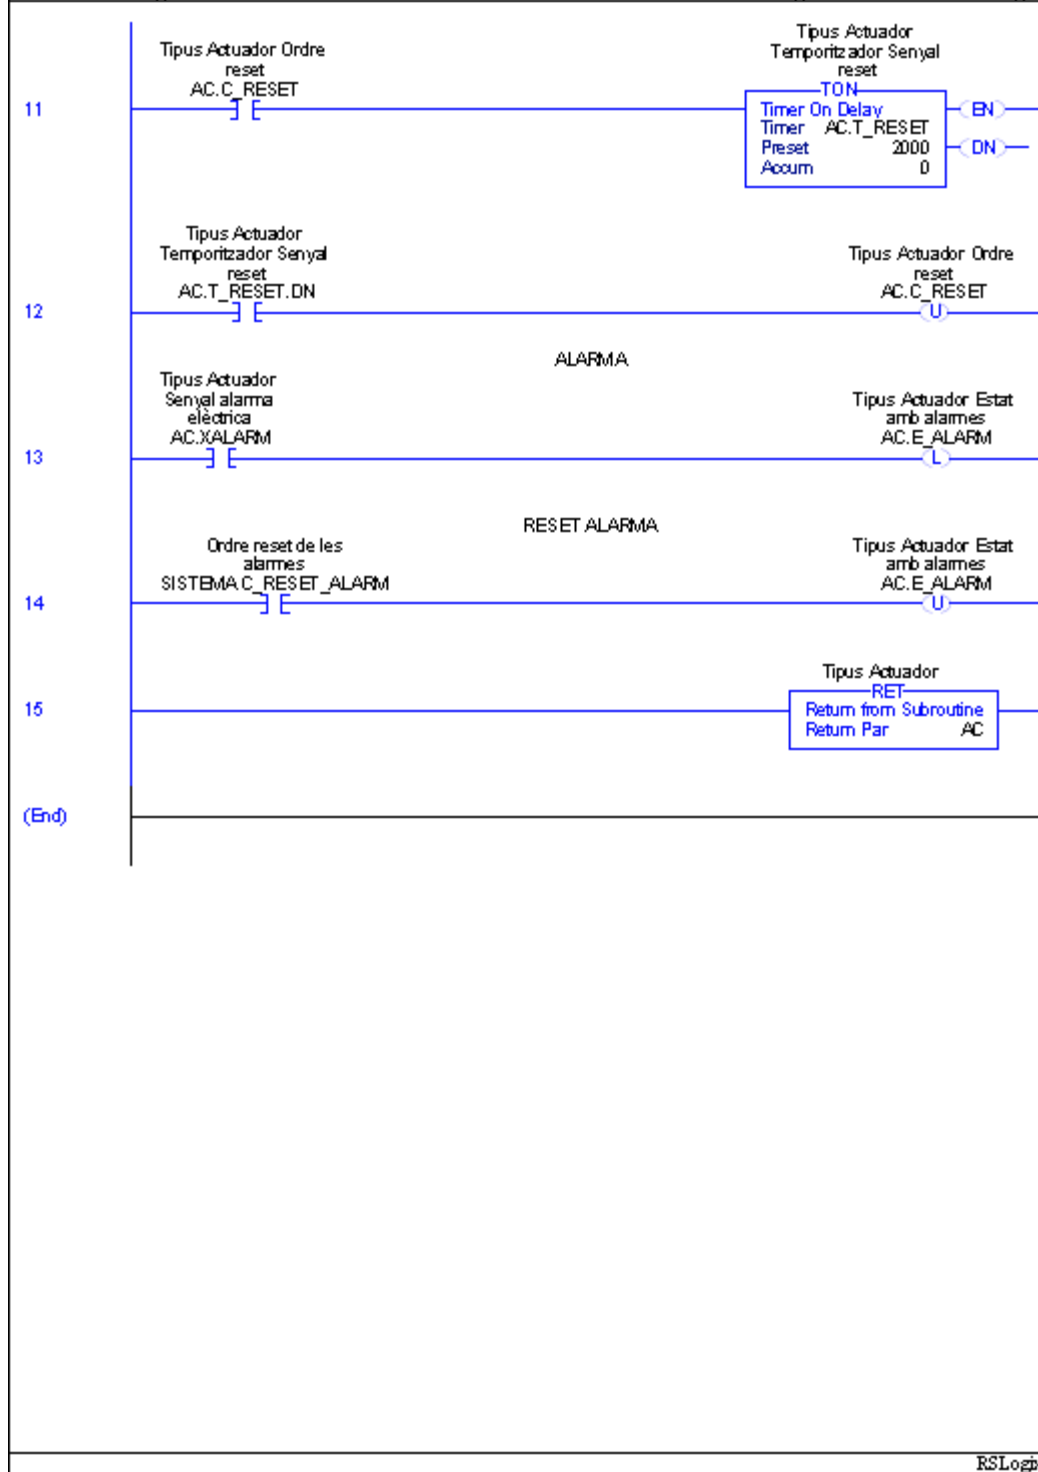 Tipus Actuador Ordre
reset
AC.C_RESET
Tipus Actuador
Temporitzador Senyal
reset
TON
Timer On Delay
Timer AC.T_RESET
Preset 2000
Accum 0
EN
DN
11
Tipus Actuador
Temporitzador Senyal
reset
AC.T_RESET.DN
Tipus Actuador Ordre
reset
AC.C_RESET
12
U
ALARMA
Tipus Actuador
Senyal alarma
elèctrica
AC.XALARM
Tipus Actuador Estat
amb alarmes
AC.E_ALARM
13
L
RESET ALARMA
Ordre reset de les
alarmes
SISTEMA.C_RESET_ALARM
Tipus Actuador Estat
amb alarmes
AC.E_ALARM
14
U
Tipus Actuador
RET
Return from Subroutine
Return Par AC
15
(End)